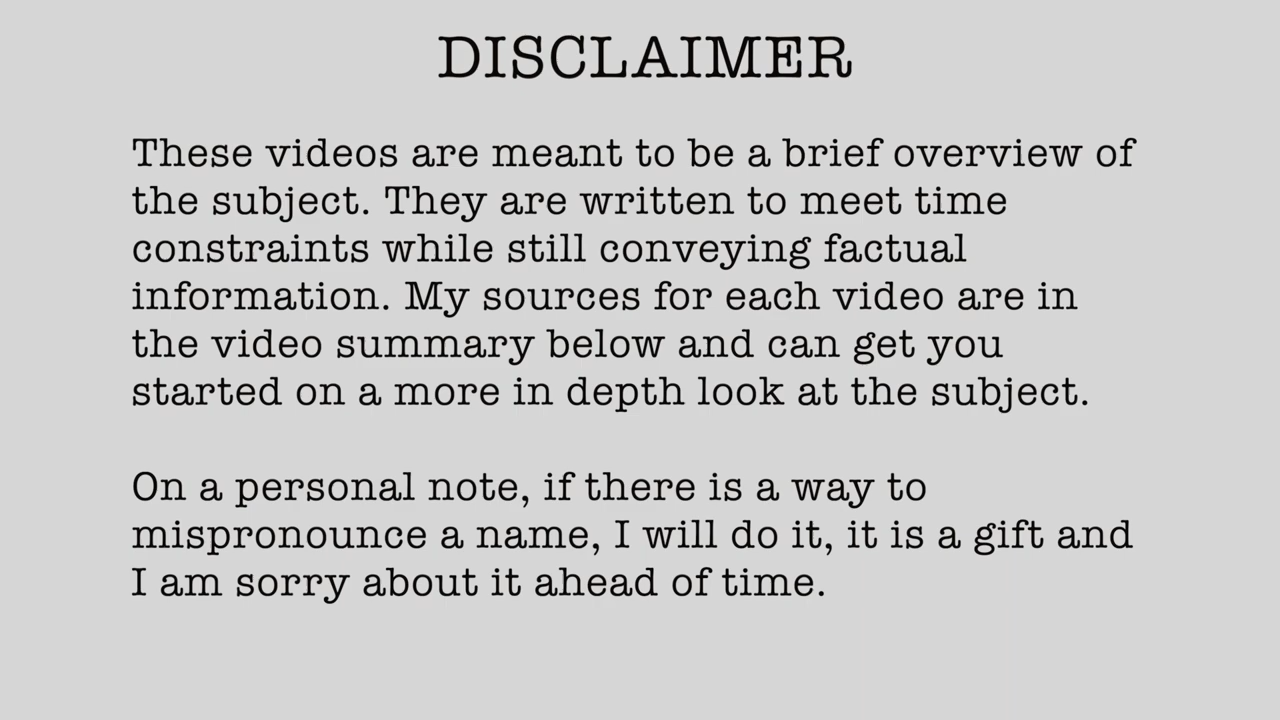 DISCLAIMER
These videos are meant to be a brief overview of
the subject. They are written to meet time
constraints while still conveying factual
information. My sources for each video are in
the video summary below and can get you
started on a more in depth look at the subject.
On a personal note, if there is a way to
mispronounce a name, I will do it, it is a gift and
I am sorry about it ahead of time.